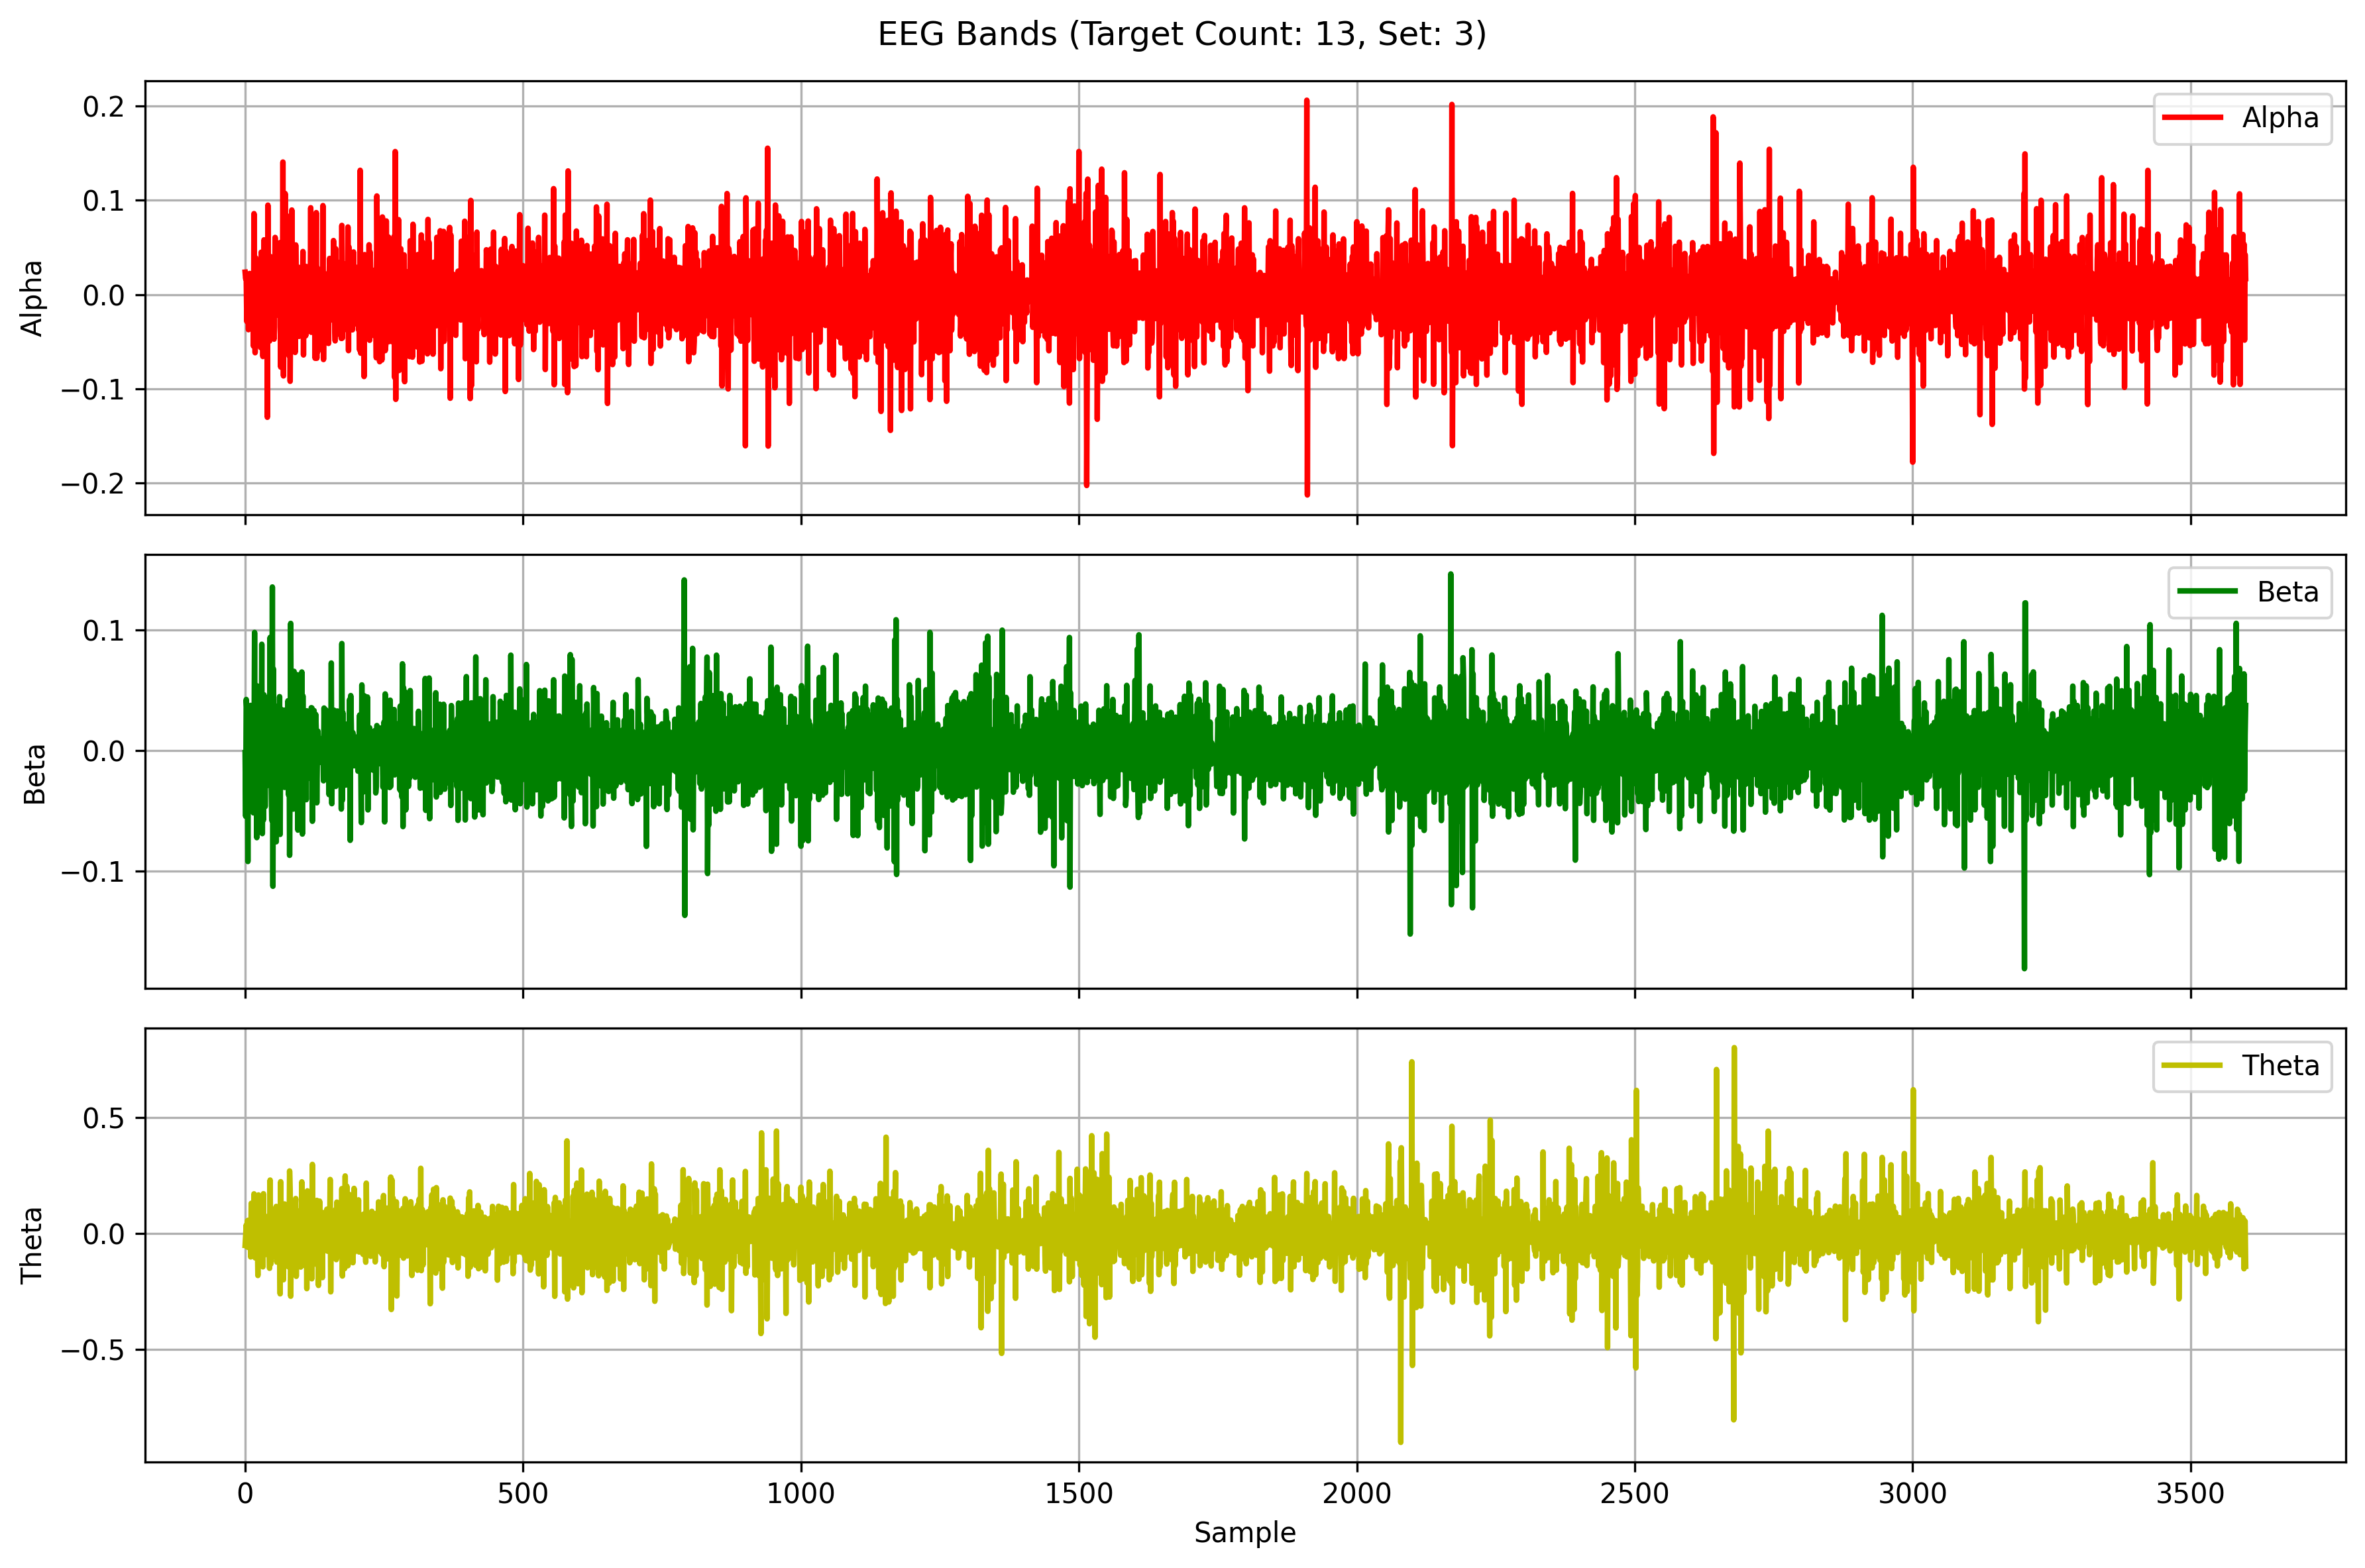 EEG Bands (Target Count: 13, Set: 3)
0.2
0.1
0.0
−0.1
−0.2
Alpha
Alpha
0.1
0.0
−0.1
Beta
Beta
0.5
0.0
−0.5
Theta
Theta
0 500 1000 1500 2000 2500 3000 3500
Sample